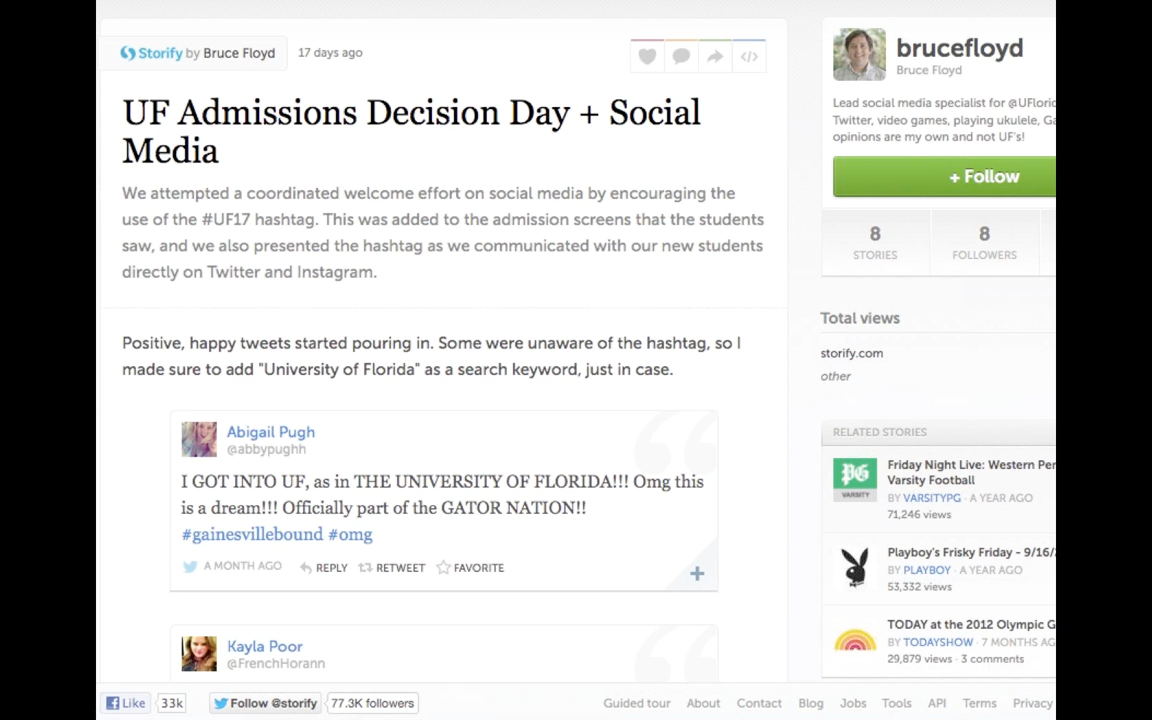 Storify by Bruce Floyd
17 days ago
UF Admissions Decision Day + Social
Media
We attempted a coordinated welcome effort on social media by encouraging the
use of the #UF17 hashtag. This was added to the admission screens that the students
saw, and we also presented the hashtag as we communicated with our new students
directly on Twitter and Instagram.
Positive, happy tweets started pouring in. Some were unaware of the hashtag, so I
made sure to add "University of Florida" as a search keyword, just in case.
Abigail Pugh
@abbypughh
I GOT INTO UF, as in THE UNIVERSITY OF FLORIDA!!! Omg this
is a dream!!! Officially part of the GATOR NATION!!
#gainesvillebound #omg
A MONTH AGO REPLY RETWEET FAVORITE
Kayla Poor
@FrenchHorann
brucefloyd
Bruce Floyd
Lead social media specialist for @UFlorid
Twitter, video games, playing ukulele, Ga
opinions are my own and not UF's!
+ Follow
8 8
STORIES FOLLOWERS
Total views
storify.com
other
RELATED STORIES
PG
VARSITY
Friday Night Live: Western Per
Varsity Football
BY VARSITYPG · A YEAR AGO
71,246 views
Playboy's Frisky Friday - 9/16/
BY PLAYBOY · A YEAR AGO
53,332 views
TODAY at the 2012 Olympic G
BY TODAYSHOW · 7 MONTHS AG
29,879 views · 3 comments
Like 33k Follow @storify 77.3K followers Guided tour About Contact Blog Jobs Tools API Terms Privacy